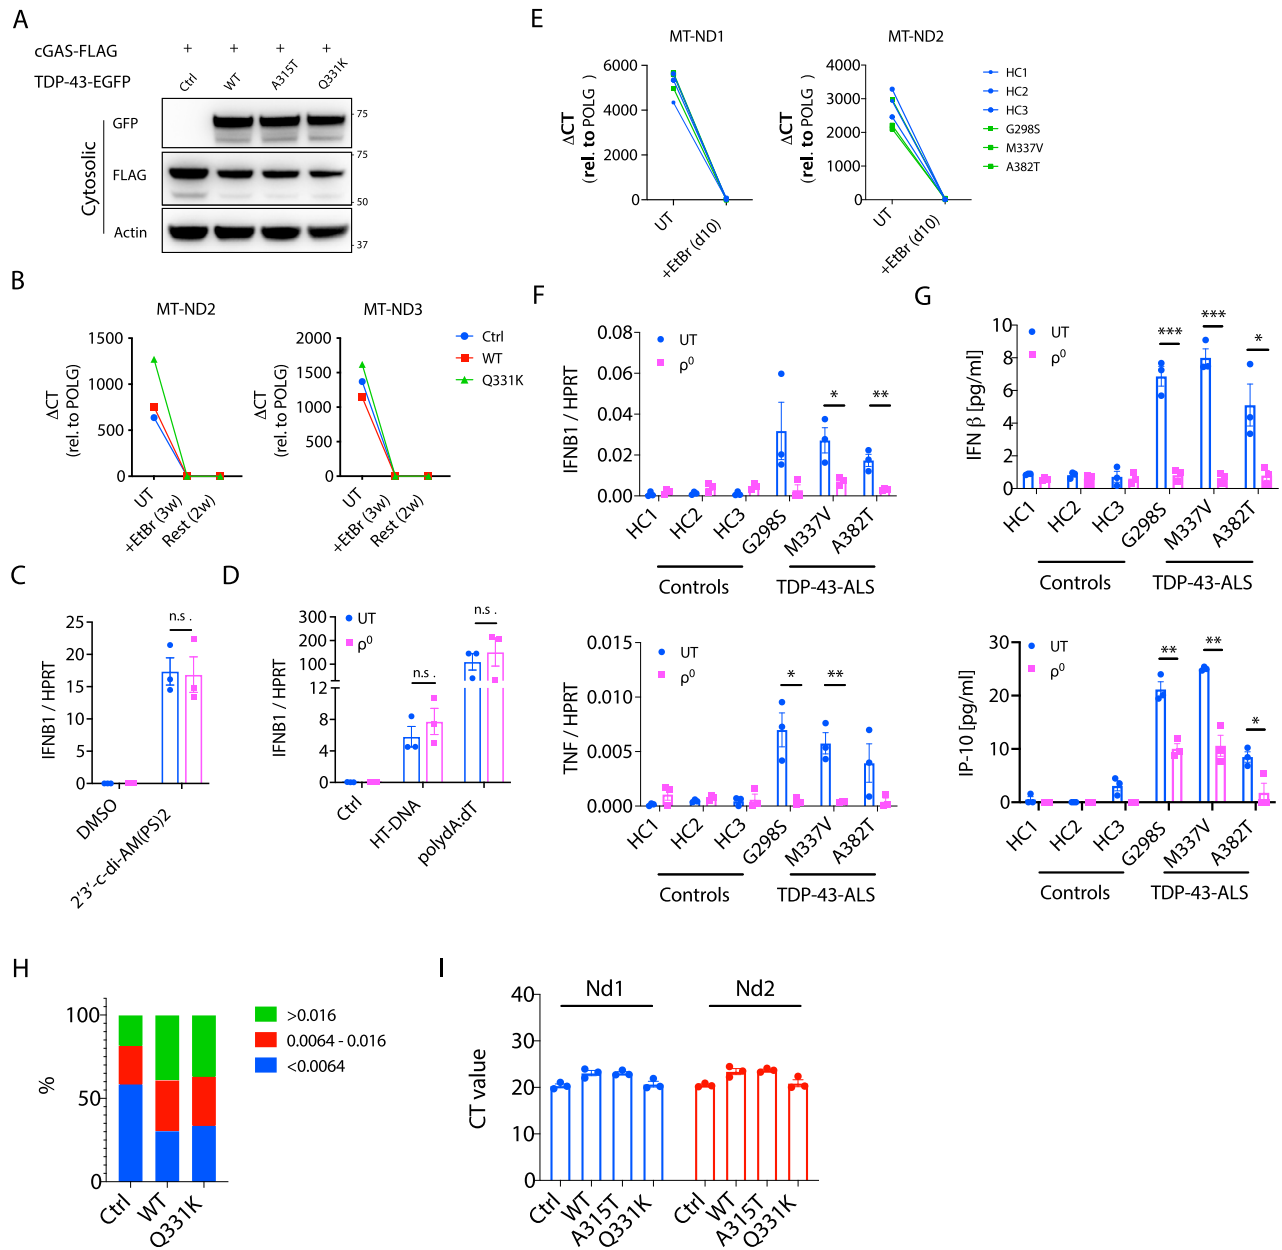 A
cGAS-FLAG + + + +
TDP-43-EGFP Ctrl WT A315T Q331K
Cytosolic
GFP
75
FLAG
75
50
Actin
37
B
MT-ND2
ΔCT
(rel. to POLG)
1500
1000
500
0
UT
+EtBr (3w)
Rest (2w)
MT-ND3
ΔCT
(rel. to POLG)
2000
1500
1000
500
0
UT
+EtBr (3w)
Rest (2w)
Ctrl
WT
Q331K
C
IFNB1 / HPRT
25
20
15
10
5
0
n.s .
DMSO
2'3'-c-di-AM(PS)2
D
IFNB1 / HPRT
300
200
100
12
8
4
0
UT
ρ0
n.s .
n.s .
Ctrl
HT-DNA
polydA:dT
E
MT-ND1
ΔCT
(rel. to POLG )
6000
4000
2000
0
UT
+EtBr (d10)
MT-ND2
ΔCT
(rel. to POLG )
4000
3000
2000
1000
0
UT
+EtBr (d10)
HC1
HC2
HC3
G298S
M337V
A382T
F
IFNB1 / HPRT
0.08
0.06
0.04
0.02
0.00
UT
ρ0
* **
HC1 HC2 HC3 G298S M337V A382T
Controls TDP-43-ALS
TNF / HPRT
0.015
0.010
0.005
0.000
UT
ρ0
* **
HC1 HC2 HC3 G298S M337V A382T
Controls TDP-43-ALS
G
IFN β [pg/ml]
10
8
6
4
2
0
UT
ρ0
*** *** *
HC1 HC2 HC3 G298S M337V A382T
Controls TDP-43-ALS
IP-10 [pg/ml]
30
20
10
0
UT
ρ0
** ** *
HC1 HC2 HC3 G298S M337V A382T
Controls TDP-43-ALS
H
%
100
50
0
Ctrl WT Q331K
>0.016
0.0064 - 0.016
<0.0064
I
CT value
40
30
20
10
0
Nd1 Nd2
Ctrl WT A315T Q331K Ctrl WT A315T Q331K